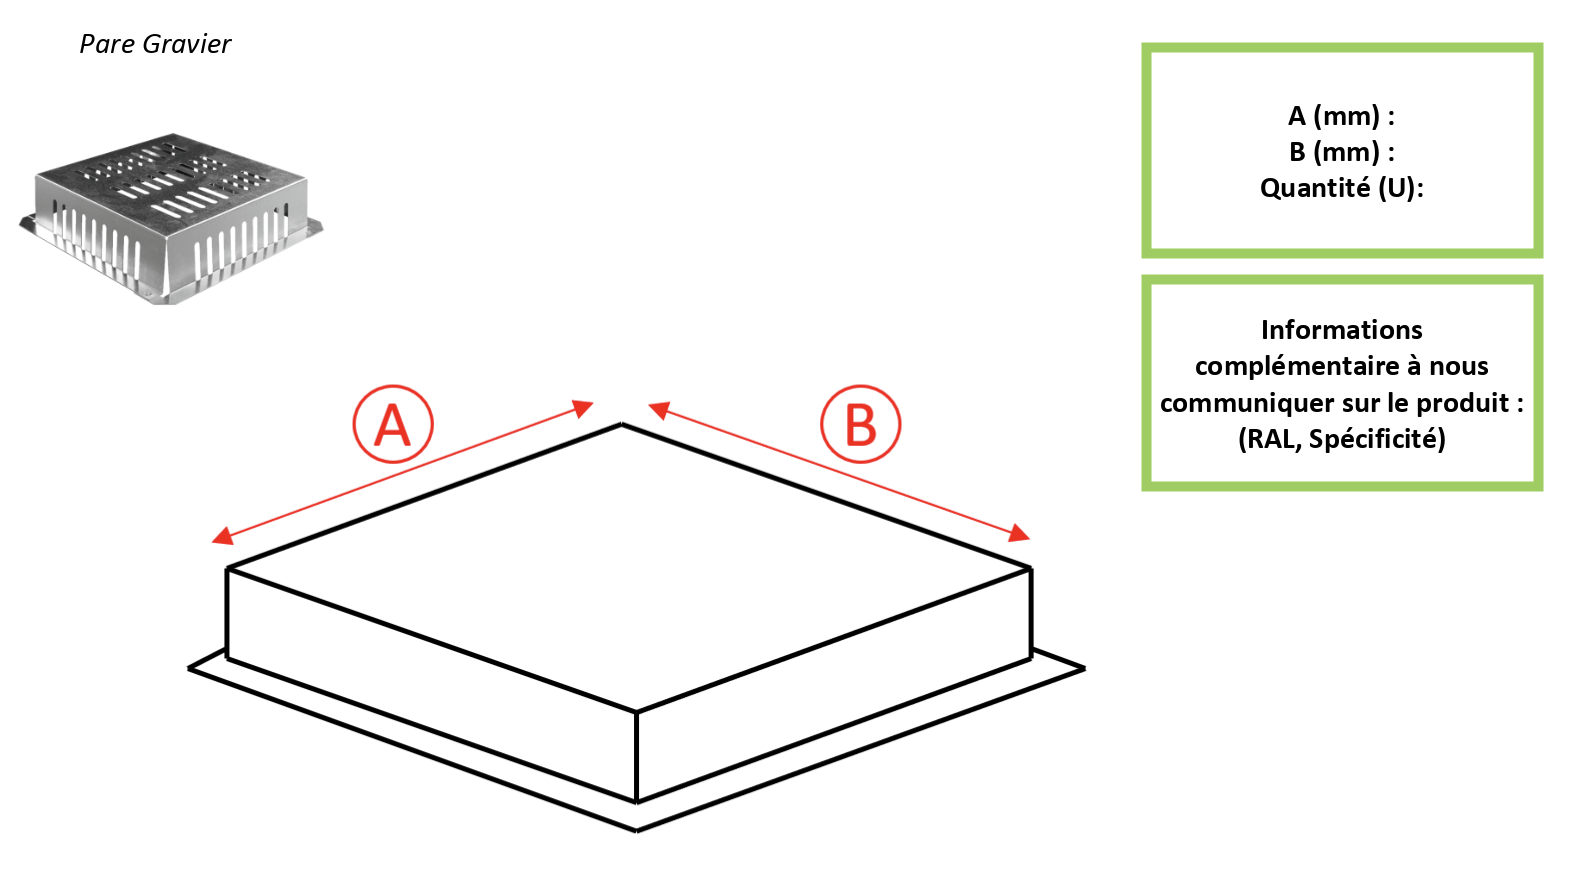 Pare Gravier
A (mm) :
B (mm) :
Quantité (U):
Informations
complémentaire à nous
communiquer sur le produit :
(RAL, Spécificité)
A
B